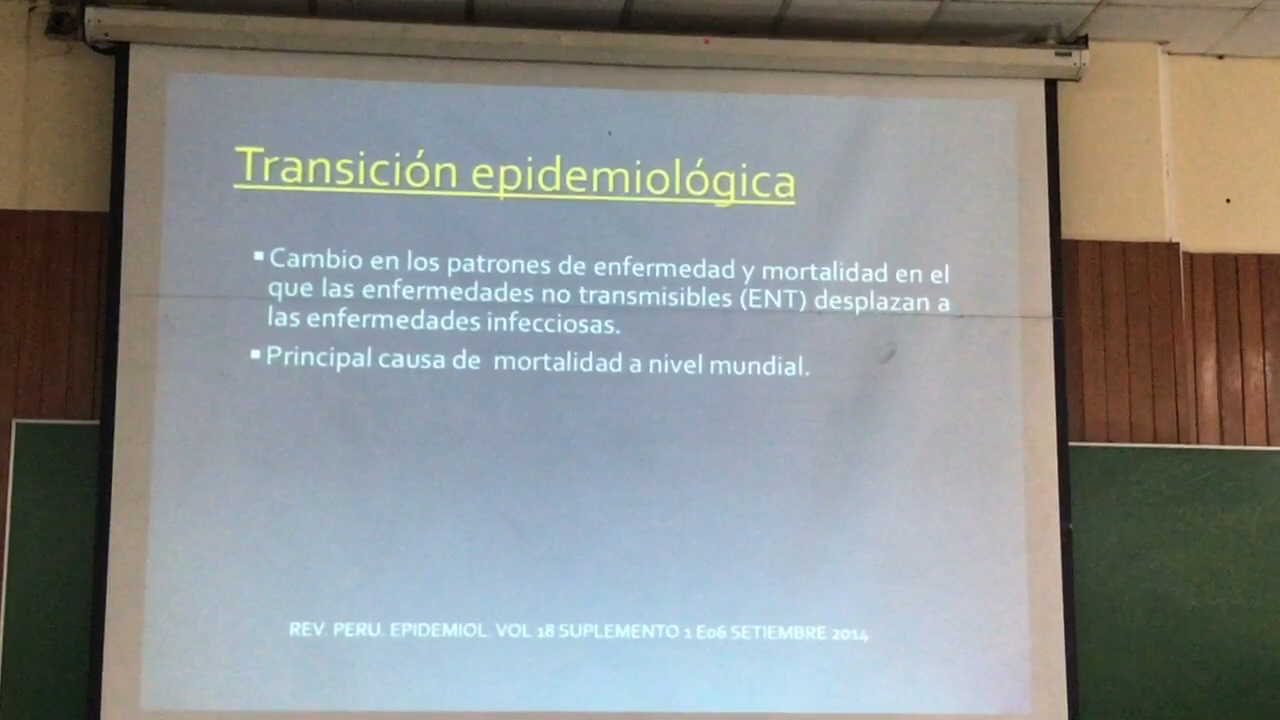 Transición epidemiológica
▪ Cambio en los patrones de enfermedad y mortalidad en el
que las enfermedades no transmisibles (ENT) desplazan a
las enfermedades infecciosas.
▪ Principal causa de mortalidad a nivel mundial.
REV. PERU. EPIDEMIOL. VOL 18 SUPLEMENTO 1 E06 SETIEMBRE 2014